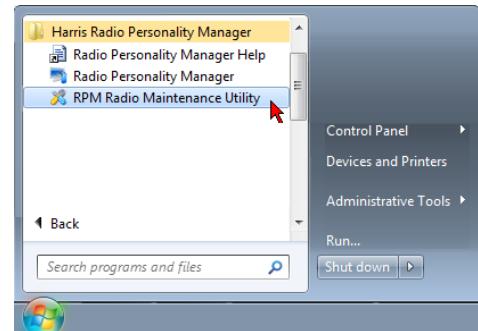 Harris Radio Personality Manager
Radio Personality Manager Help
Radio Personality Manager
RPM Radio Maintenance Utility
Back
Search programs and files
Control Panel
Devices and Printers
Administrative Tools
Run...
Shut down